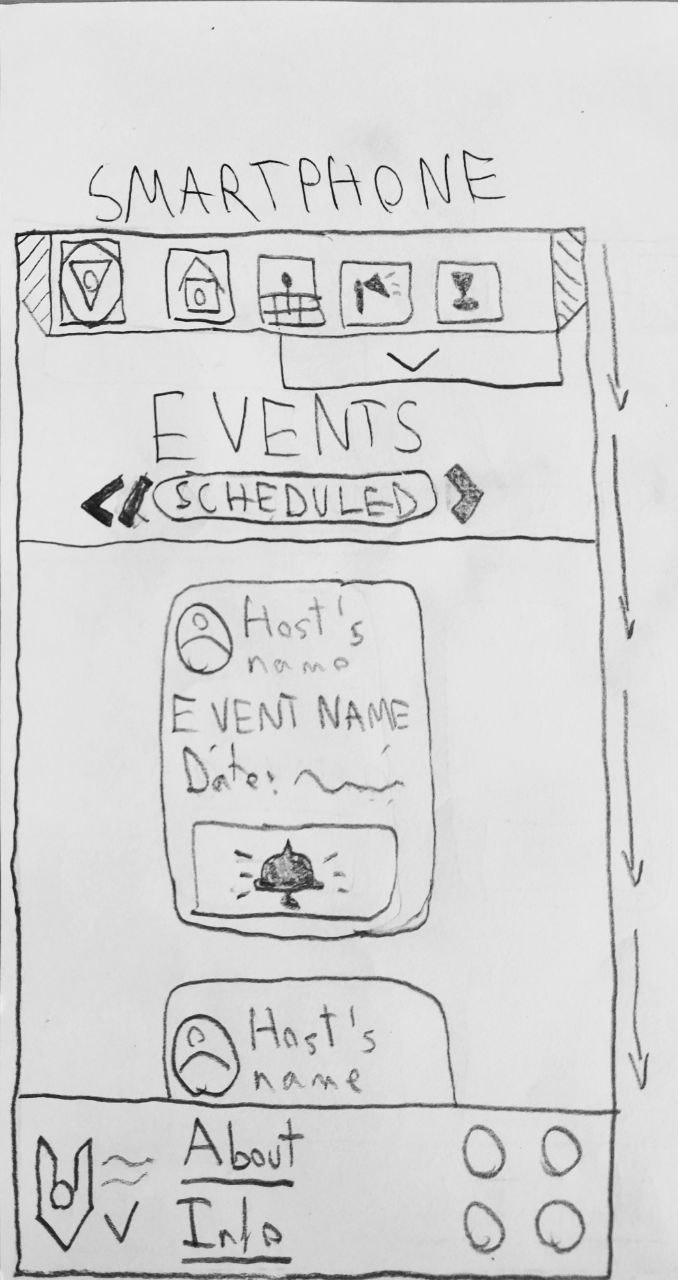 SMARTPHONE
EVENTS
SCHEDULED
Host's
name
EVENT NAME
Date:
Host's
name
About
Info